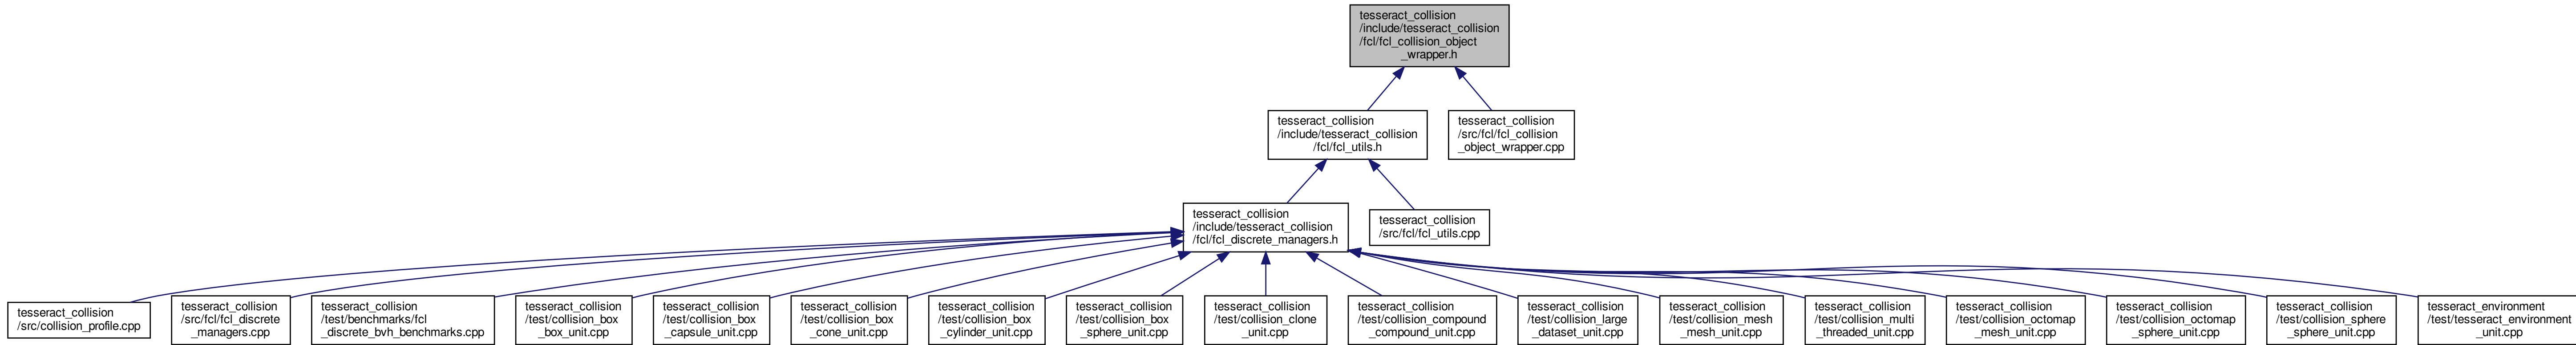 tesseract_collision
/include/tesseract_collision
/fcl/fcl_collision_object
_wrapper.h
tesseract_collision
/include/tesseract_collision
/fcl/fcl_utils.h
tesseract_collision
/src/fcl/fcl_collision
_object_wrapper.cpp
tesseract_collision
/include/tesseract_collision
/fcl/fcl_discrete_managers.h
tesseract_collision
/src/fcl/fcl_utils.cpp
tesseract_collision
/src/collision_profile.cpp
tesseract_collision
/src/fcl/fcl_discrete
_managers.cpp
tesseract_collision
/test/benchmarks/fcl
_discrete_bvh_benchmarks.cpp
tesseract_collision
/test/collision_box
_box_unit.cpp
tesseract_collision
/test/collision_box
_capsule_unit.cpp
tesseract_collision
/test/collision_box
_cone_unit.cpp
tesseract_collision
/test/collision_box
_cylinder_unit.cpp
tesseract_collision
/test/collision_box
_sphere_unit.cpp
tesseract_collision
/test/collision_clone
_unit.cpp
tesseract_collision
/test/collision_compound
_compound_unit.cpp
tesseract_collision
/test/collision_large
_dataset_unit.cpp
tesseract_collision
/test/collision_mesh
_mesh_unit.cpp
tesseract_collision
/test/collision_multi
_threaded_unit.cpp
tesseract_collision
/test/collision_octomap
_mesh_unit.cpp
tesseract_collision
/test/collision_octomap
_sphere_unit.cpp
tesseract_collision
/test/collision_sphere
_sphere_unit.cpp
tesseract_environment
/test/tesseract_environment
_unit.cpp